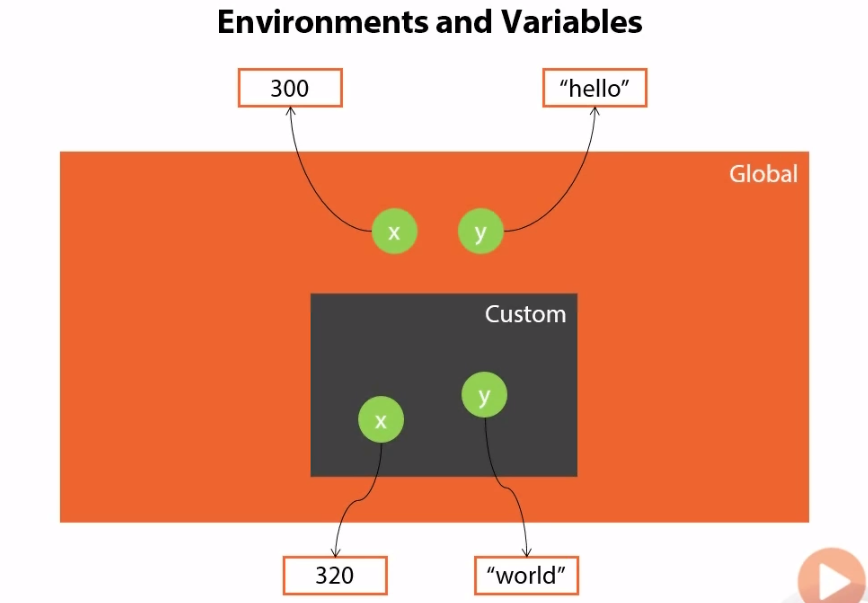 Environments and Variables
300
“hello”
Global
x
y
Custom
y
x
320
“world”